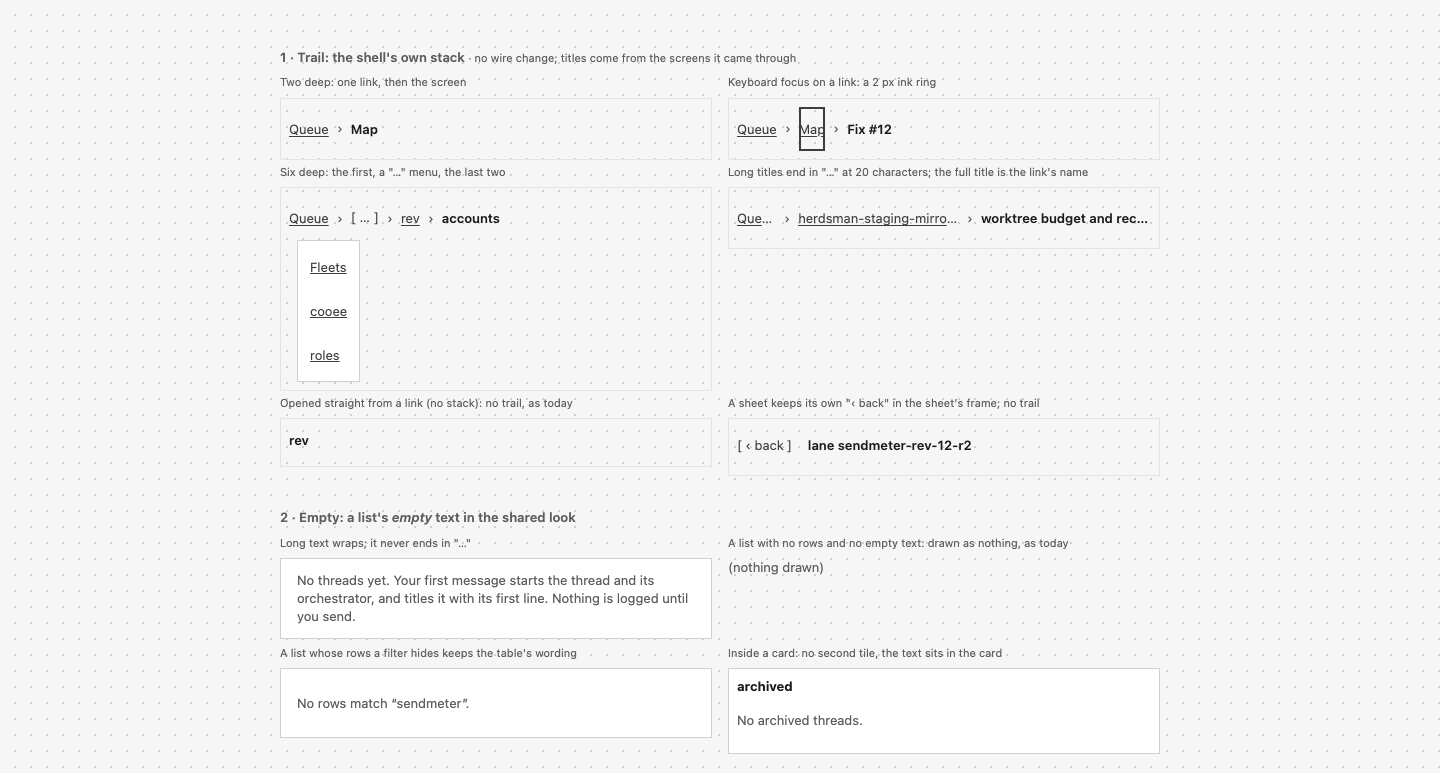 1 · Trail: the shell's own stack · no wire change; titles come from the screens it came through
Two deep: one link, then the screen
Queue › Map
Keyboard focus on a link: a 2 px ink ring
Queue › Map › Fix #12
Six deep: the first, a "…" menu, the last two
Queue › [ … ] › rev › accounts
Fleets
cooee
roles
Long titles end in "…" at 20 characters; the full title is the link's name
Que… › herdsman-staging-mirro… › worktree budget and rec…
Opened straight from a link (no stack): no trail, as today
rev
A sheet keeps its own "‹ back" in the sheet's frame; no trail
[ ‹ back ] lane sendmeter-rev-12-r2
2 · Empty: a list's empty text in the shared look
Long text wraps; it never ends in "…"
No threads yet. Your first message starts the thread and its
orchestrator, and titles it with its first line. Nothing is logged until
you send.
A list with no rows and no empty text: drawn as nothing, as today
(nothing drawn)
A list whose rows a filter hides keeps the table's wording
No rows match “sendmeter”.
Inside a card: no second tile, the text sits in the card
archived
No archived threads.